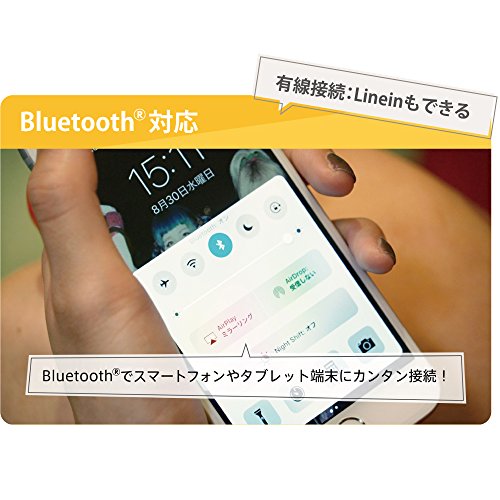 有線接続：Lineinもできる
Bluetooth®対応
15:11
8月30日水曜日
Bluetooth オン
AirPlay
ミラーリング
AirDrop:
受信しない
Night Shift オフ
Bluetooth®でスマートフォンやタブレット端末にカンタン接続！